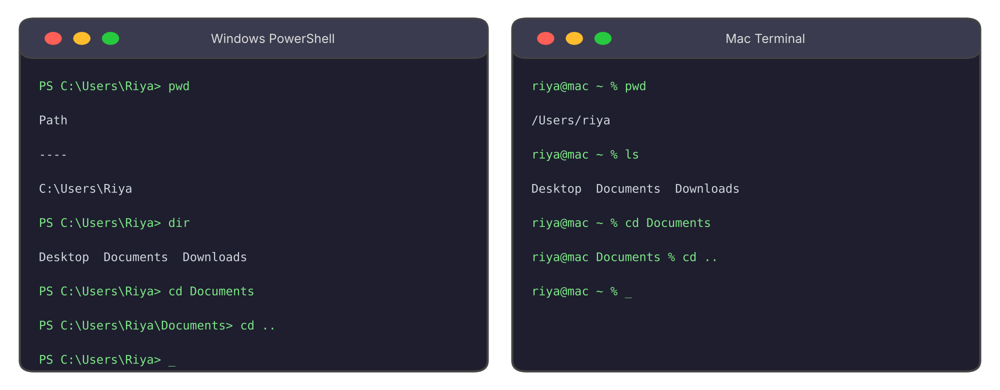 Windows PowerShell
PS C:\Users\Riya> pwd
Path
----
C:\Users\Riya
PS C:\Users\Riya> dir
Desktop  Documents  Downloads
PS C:\Users\Riya> cd Documents
PS C:\Users\Riya\Documents> cd ..
PS C:\Users\Riya> _
Mac Terminal
riya@mac ~ % pwd
/Users/riya
riya@mac ~ % ls
Desktop  Documents  Downloads
riya@mac ~ % cd Documents
riya@mac Documents % cd ..
riya@mac ~ % _